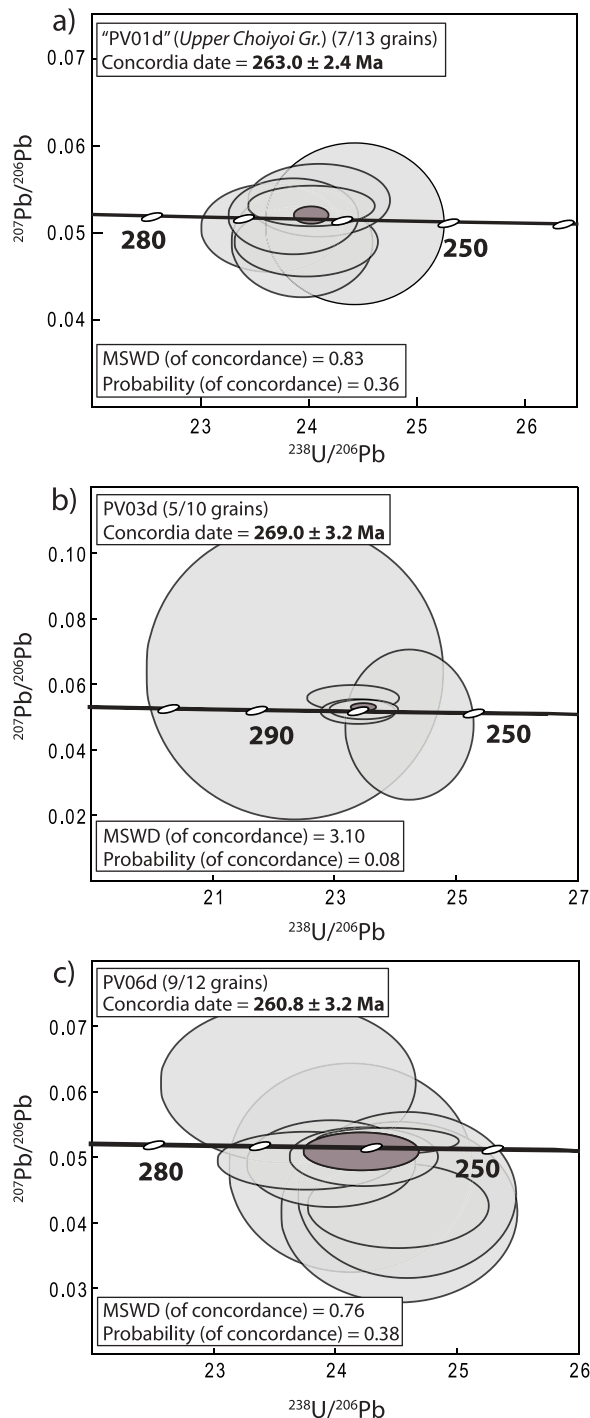 a)
"PV01d" (Upper Choiyoi Gr.) (7/13 grains)
Concordia date = 263.0 ± 2.4 Ma
0.07
0.06
0.05
0.04
²⁰⁷Pb/²⁰⁶Pb
280
250
MSWD (of concordance) = 0.83
Probability (of concordance) = 0.36
23 24 25 26
²³⁸U/²⁰⁶Pb
b)
PV03d (5/10 grains)
Concordia date = 269.0 ± 3.2 Ma
0.10
0.08
0.06
0.04
0.02
²⁰⁷Pb/²⁰⁶Pb
290
250
MSWD (of concordance) = 3.10
Probability (of concordance) = 0.08
21 23 25 27
²³⁸U/²⁰⁶Pb
c)
PV06d (9/12 grains)
Concordia date = 260.8 ± 3.2 Ma
0.07
0.06
0.05
0.04
0.03
²⁰⁷Pb/²⁰⁶Pb
280
250
MSWD (of concordance) = 0.76
Probability (of concordance) = 0.38
23 24 25 26
²³⁸U/²⁰⁶Pb